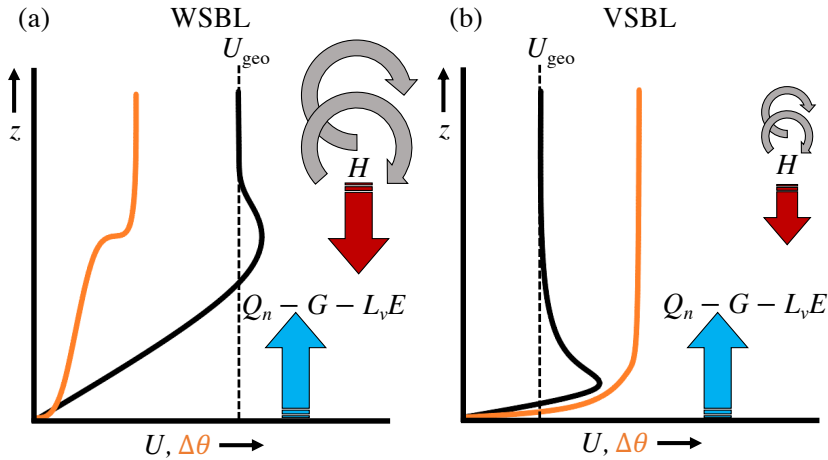 (a)
WSBL
U_geo
z
H
Q_n − G − L_vE
U, Δθ
(b)
VSBL
U_geo
z
H
Q_n − G − L_vE
U, Δθ